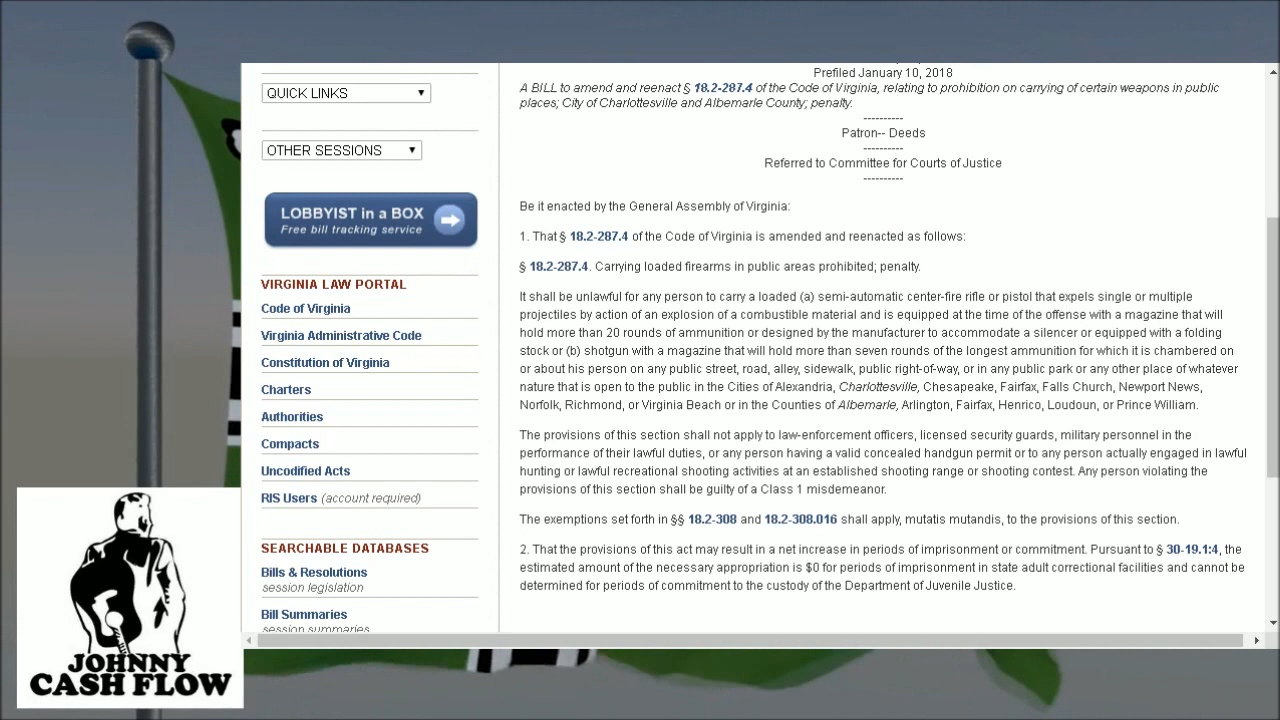 QUICK LINKS
OTHER SESSIONS
LOBBYIST in a BOX
Free bill tracking service
VIRGINIA LAW PORTAL
Code of Virginia
Virginia Administrative Code
Constitution of Virginia
Charters
Authorities
Compacts
Uncodified Acts
RIS Users (account required)
SEARCHABLE DATABASES
Bills & Resolutions
session legislation
Bill Summaries
session summaries
Prefiled January 10, 2018
A BILL to amend and reenact § 18.2-287.4 of the Code of Virginia, relating to prohibition on carrying of certain weapons in public
places; City of Charlottesville and Albemarle County; penalty.
----------
Patron-- Deeds
----------
Referred to Committee for Courts of Justice
----------
Be it enacted by the General Assembly of Virginia:
1. That § 18.2-287.4 of the Code of Virginia is amended and reenacted as follows:
§ 18.2-287.4. Carrying loaded firearms in public areas prohibited; penalty.
It shall be unlawful for any person to carry a loaded (a) semi-automatic center-fire rifle or pistol that expels single or multiple
projectiles by action of an explosion of a combustible material and is equipped at the time of the offense with a magazine that will
hold more than 20 rounds of ammunition or designed by the manufacturer to accommodate a silencer or equipped with a folding
stock or (b) shotgun with a magazine that will hold more than seven rounds of the longest ammunition for which it is chambered on
or about his person on any public street, road, alley, sidewalk, public right-of-way, or in any public park or any other place of whatever
nature that is open to the public in the Cities of Alexandria, Charlottesville, Chesapeake, Fairfax, Falls Church, Newport News,
Norfolk, Richmond, or Virginia Beach or in the Counties of Albemarle, Arlington, Fairfax, Henrico, Loudoun, or Prince William.
The provisions of this section shall not apply to law-enforcement officers, licensed security guards, military personnel in the
performance of their lawful duties, or any person having a valid concealed handgun permit or to any person actually engaged in lawful
hunting or lawful recreational shooting activities at an established shooting range or shooting contest. Any person violating the
provisions of this section shall be guilty of a Class 1 misdemeanor.
The exemptions set forth in §§ 18.2-308 and 18.2-308.016 shall apply, mutatis mutandis, to the provisions of this section.
2. That the provisions of this act may result in a net increase in periods of imprisonment or commitment. Pursuant to § 30-19.1:4, the
estimated amount of the necessary appropriation is $0 for periods of imprisonment in state adult correctional facilities and cannot be
determined for periods of commitment to the custody of the Department of Juvenile Justice.
JOHNNY
CASH FLOW